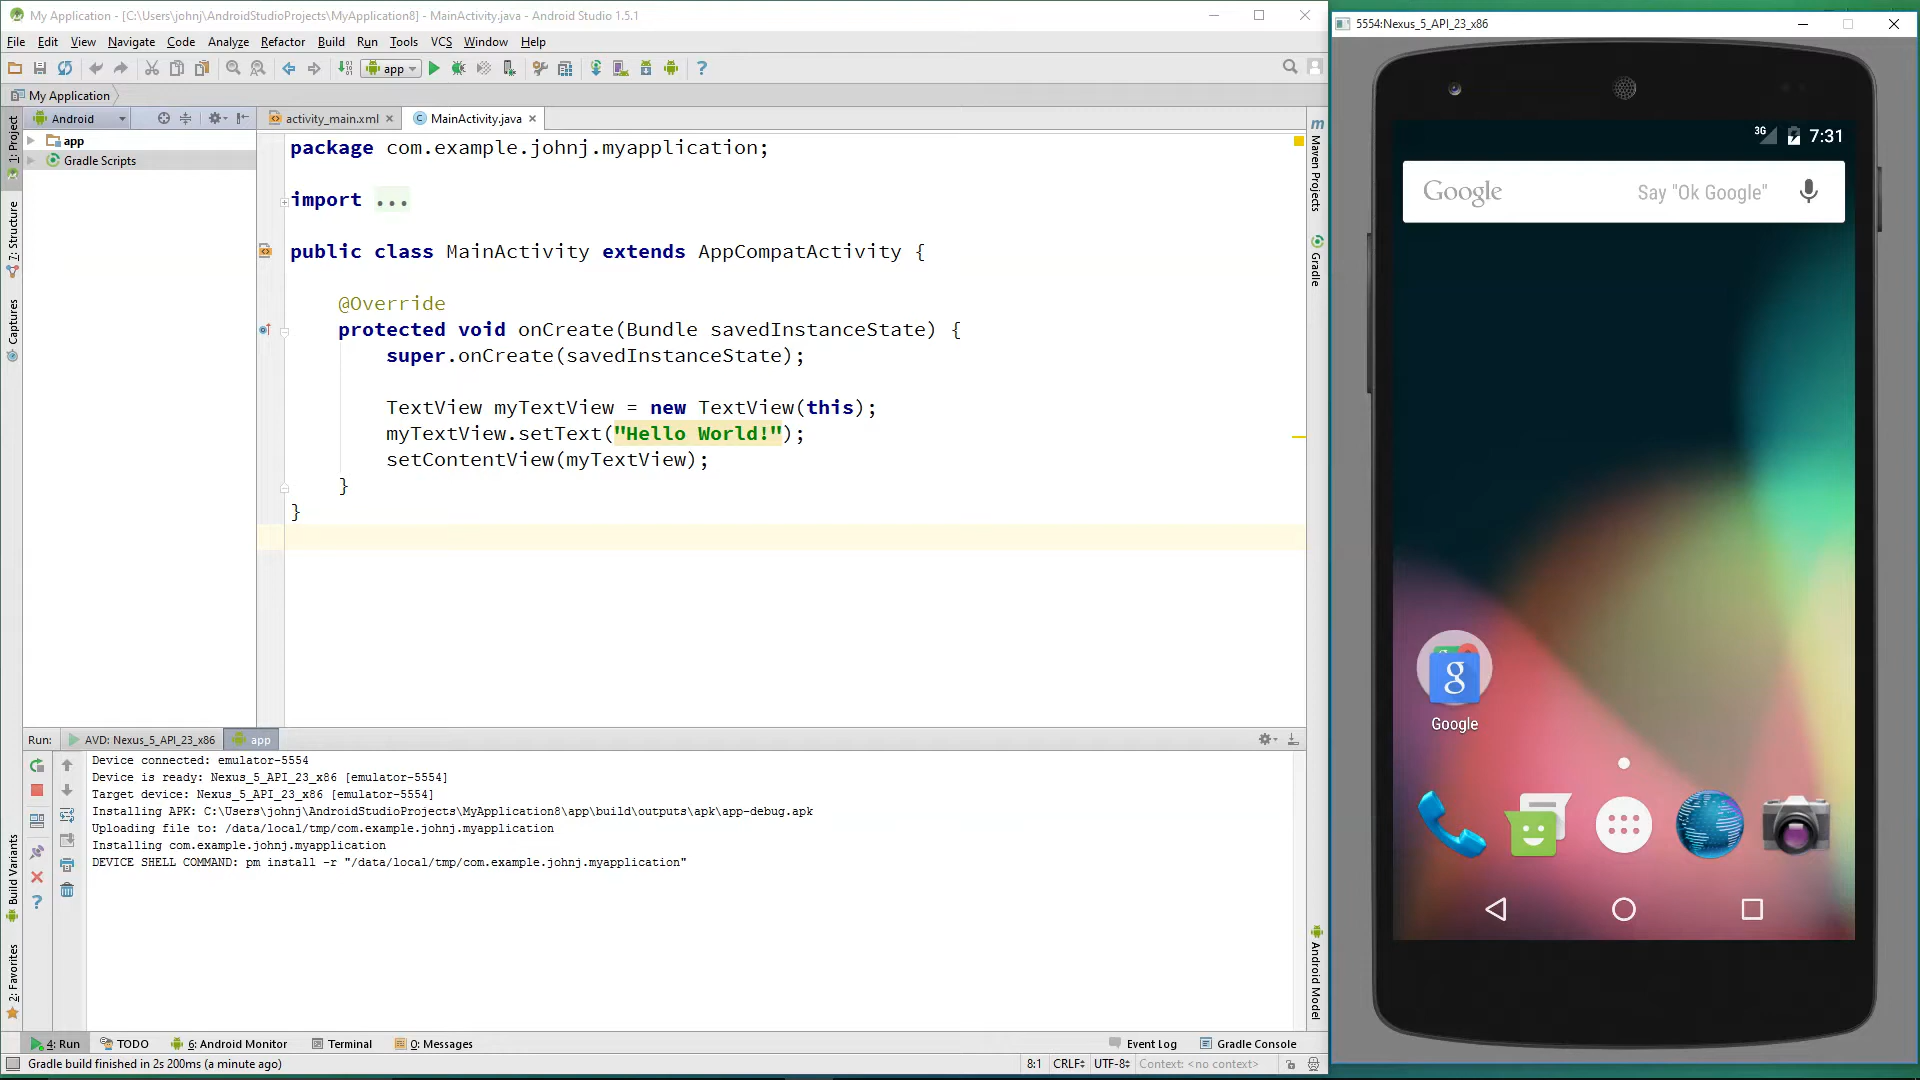 My Application - [C:\Users\johnj\AndroidStudioProjects\MyApplication8] - MainActivity.java - Android Studio 1.5.1
File Edit View Navigate Code Analyze Refactor Build Run Tools VCS Window Help
app
My Application
Android
activity_main.xml
MainActivity.java
app
Gradle Scripts
1: Project
7: Structure
Captures
Build Variants
2: Favorites
package com.example.johnj.myapplication;
import ...
public class MainActivity extends AppCompatActivity {
@Override
protected void onCreate(Bundle savedInstanceState) {
super.onCreate(savedInstanceState);
TextView myTextView = new TextView(this);
myTextView.setText("Hello World!");
setContentView(myTextView);
}
}
Maven Projects
Gradle
Android Model
Run: AVD: Nexus_5_API_23_x86 app
Device connected: emulator-5554
Device is ready: Nexus_5_API_23_x86 [emulator-5554]
Target device: Nexus_5_API_23_x86 [emulator-5554]
Installing APK: C:\Users\johnj\AndroidStudioProjects\MyApplication8\app\build\outputs\apk\app-debug.apk
Uploading file to: /data/local/tmp/com.example.johnj.myapplication
Installing com.example.johnj.myapplication
DEVICE SHELL COMMAND: pm install -r "/data/local/tmp/com.example.johnj.myapplication"
4: Run TODO 6: Android Monitor Terminal 0: Messages Event Log Gradle Console
Gradle build finished in 2s 200ms (a minute ago) 8:1 CRLF UTF-8 Context: <no context>
5554:Nexus_5_API_23_x86
3G 7:31
Google Say "Ok Google"
g
Google